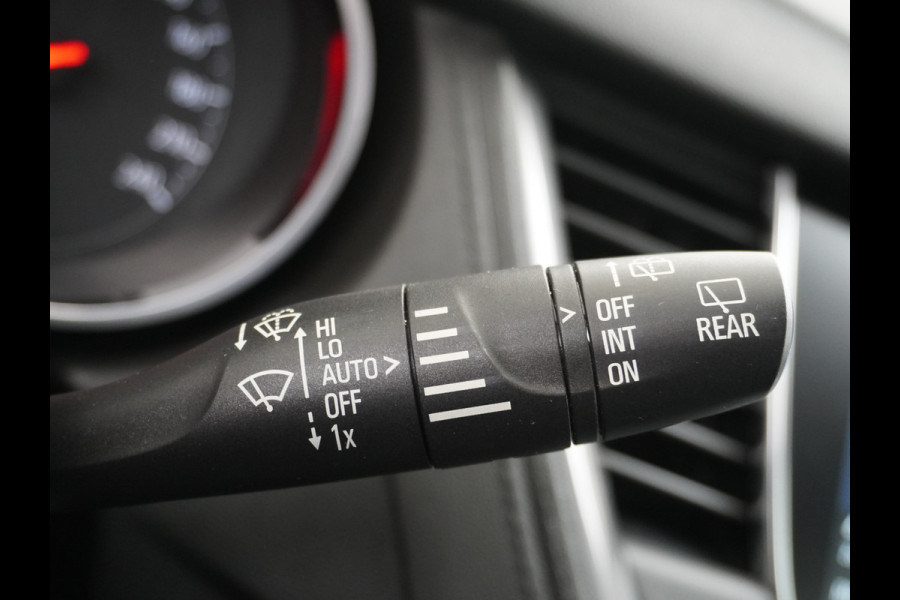 HI
LO
AUTO >
OFF
1x
>
OFF
INT
ON
REAR